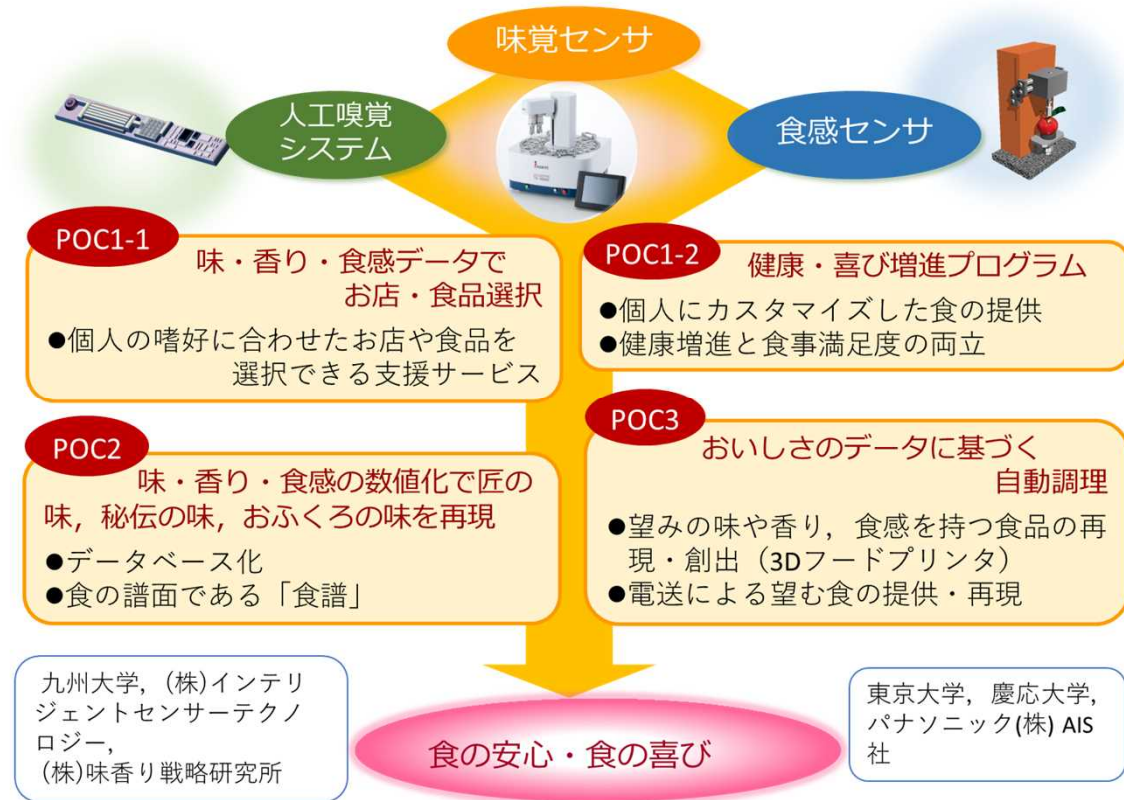 味覚センサ
人工嗅覚
システム
食感センサ
POC1-1
味・香り・食感データで
お店・食品選択
●個人の嗜好に合わせたお店や食品を
選択できる支援サービス
POC1-2
健康・喜び増進プログラム
●個人にカスタマイズした食の提供
●健康増進と食事満足度の両立
POC2
味・香り・食感の数値化で匠の
味，秘伝の味，おふくろの味を再現
●データベース化
●食の譜面である「食譜」
POC3
おいしさのデータに基づく
自動調理
●望みの味や香り，食感を持つ食品の再
現・創出（3Dフードプリンタ）
●電送による望む食の提供・再現
九州大学，(株)インテリ
ジェントセンサーテクノ
ロジー，
(株)味香り戦略研究所
食の安心・食の喜び
東京大学，慶応大学，
パナソニック(株) AIS
社